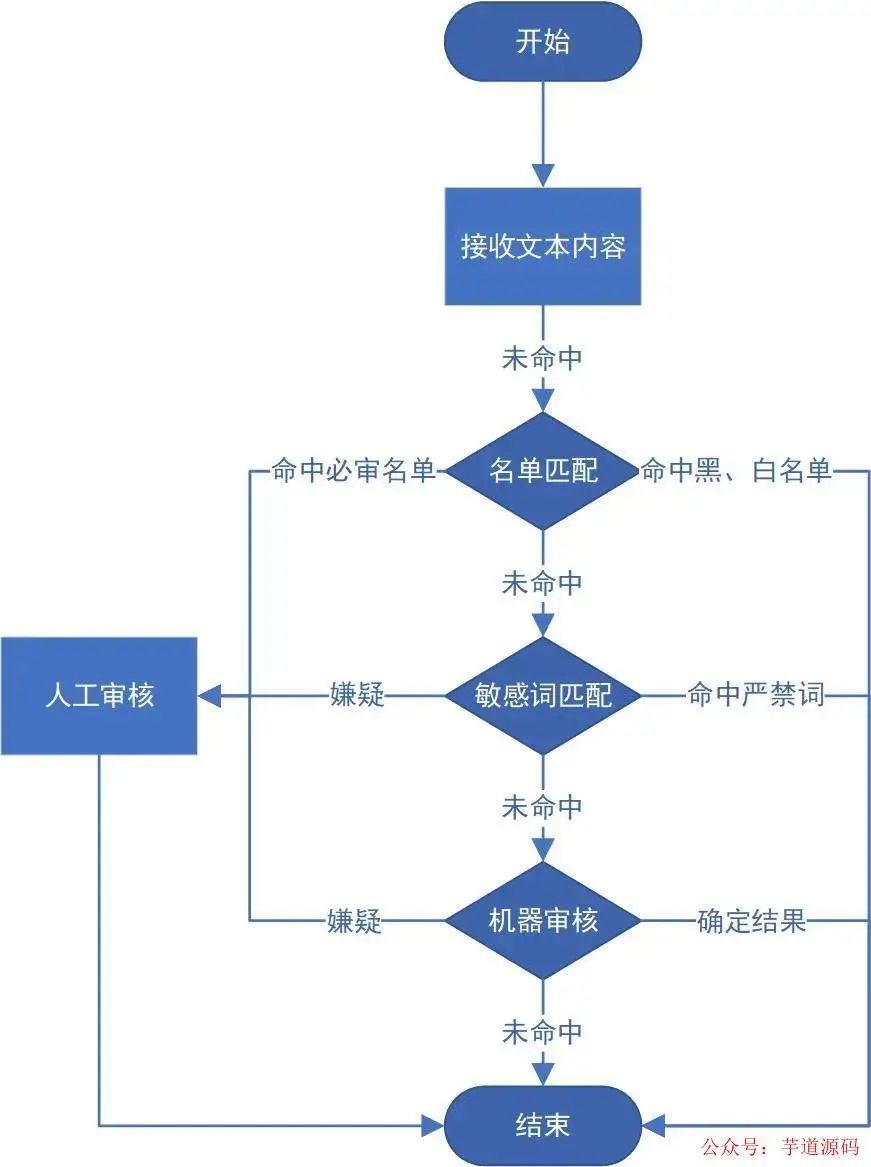 开始
接收文本内容
未命中
命中必审名单
名单匹配
命中黑、白名单
未命中
人工审核
嫌疑
敏感词匹配
命中严禁词
未命中
嫌疑
机器审核
确定结果
未命中
结束
公众号：芋道源码